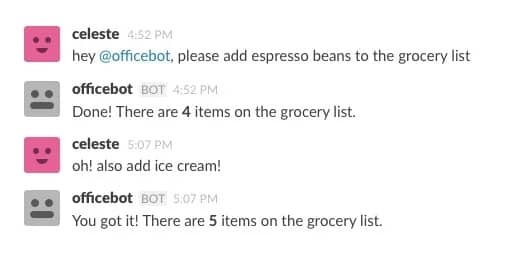 celeste 4:52 PM
hey @officebot, please add espresso beans to the grocery list
officebot BOT 4:52 PM
Done! There are 4 items on the grocery list.
celeste 5:07 PM
oh! also add ice cream!
officebot BOT 5:07 PM
You got it! There are 5 items on the grocery list.